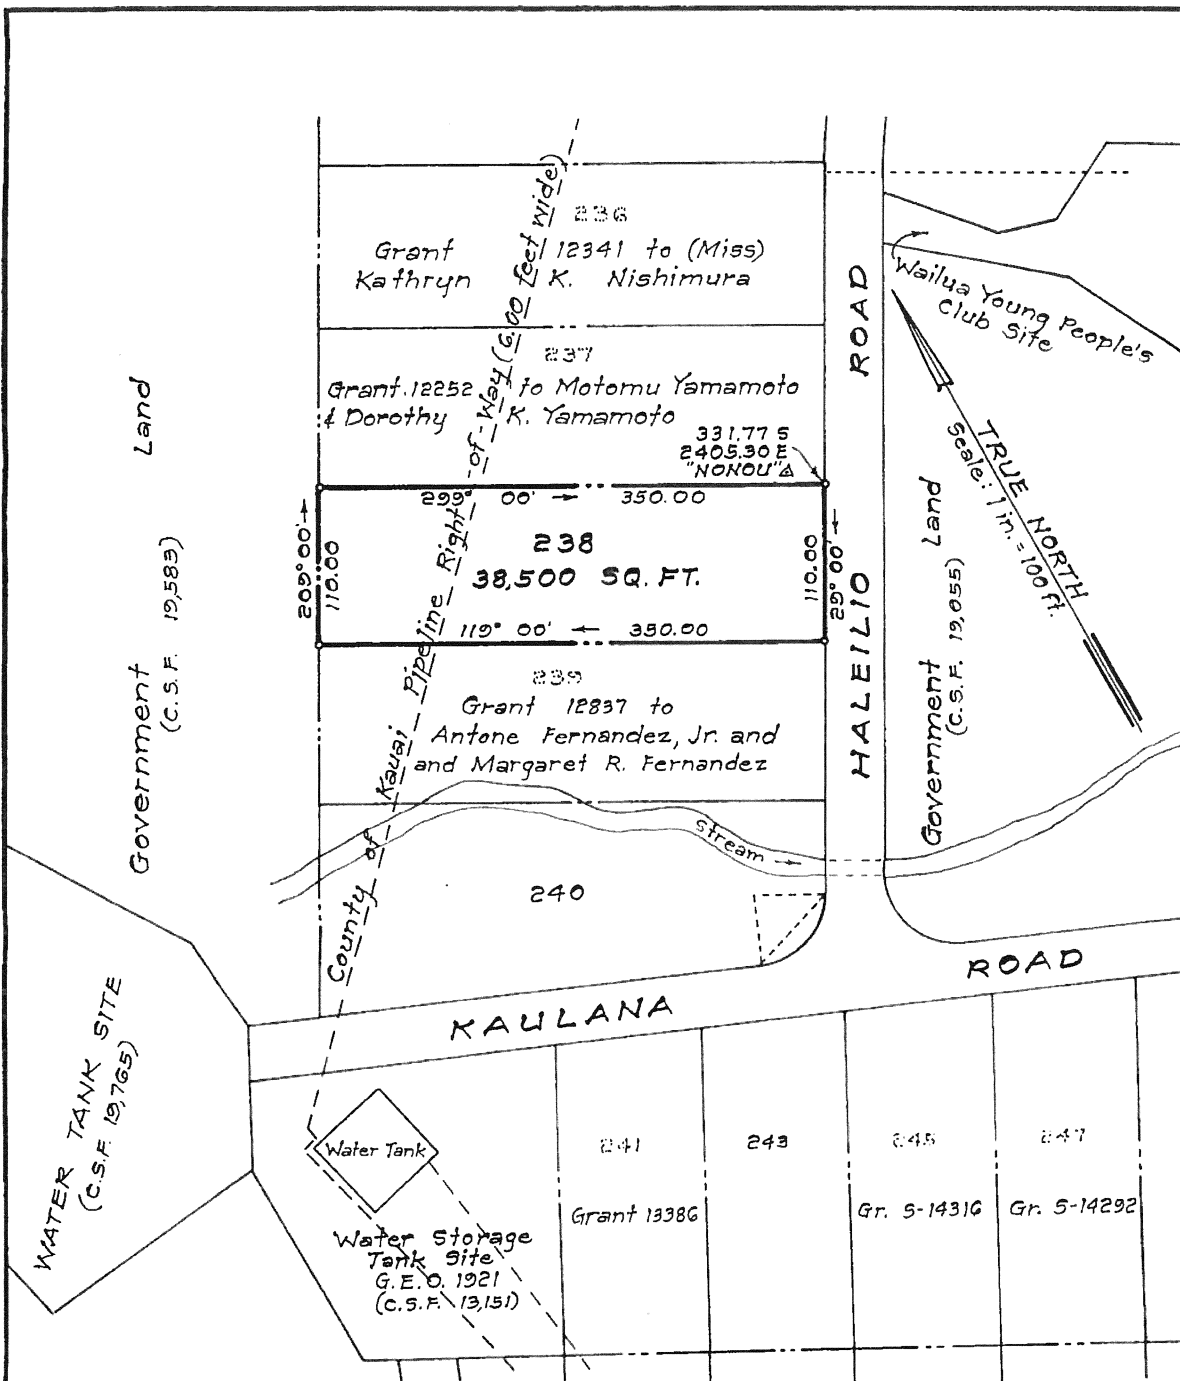 236
Grant 12341 to (Miss)
Kathryn K. Nishimura
237
Grant 12252 to Motomu Yamamoto
& Dorothy K. Yamamoto
331.77 S
2405.30 E
"NONOU"
299° 00' 350.00
209° 00'
110.00
238
38,500 SQ. FT.
110.00
29° 00'
119° 00' 350.00
239
Grant 12837 to
Antone Fernandez, Jr. and
and Margaret R. Fernandez
stream
240
County of Kauai Pipeline Right-of-Way (6.00 feet wide)
HALEILIO ROAD
Wailua Young People's
Club Site
TRUE NORTH
Scale: 1 in. = 100 ft.
Government Land
(C.S.F. 19,055)
Government Land
(C.S.F. 19,583)
KAULANA ROAD
WATER TANK SITE
(C.S.F. 19,765)
Water Tank
Water Storage
Tank Site
G.E.O. 1921
(C.S.F. 13,151)
241
Grant 13386
243
245
Gr. S-14316
247
Gr. S-14292